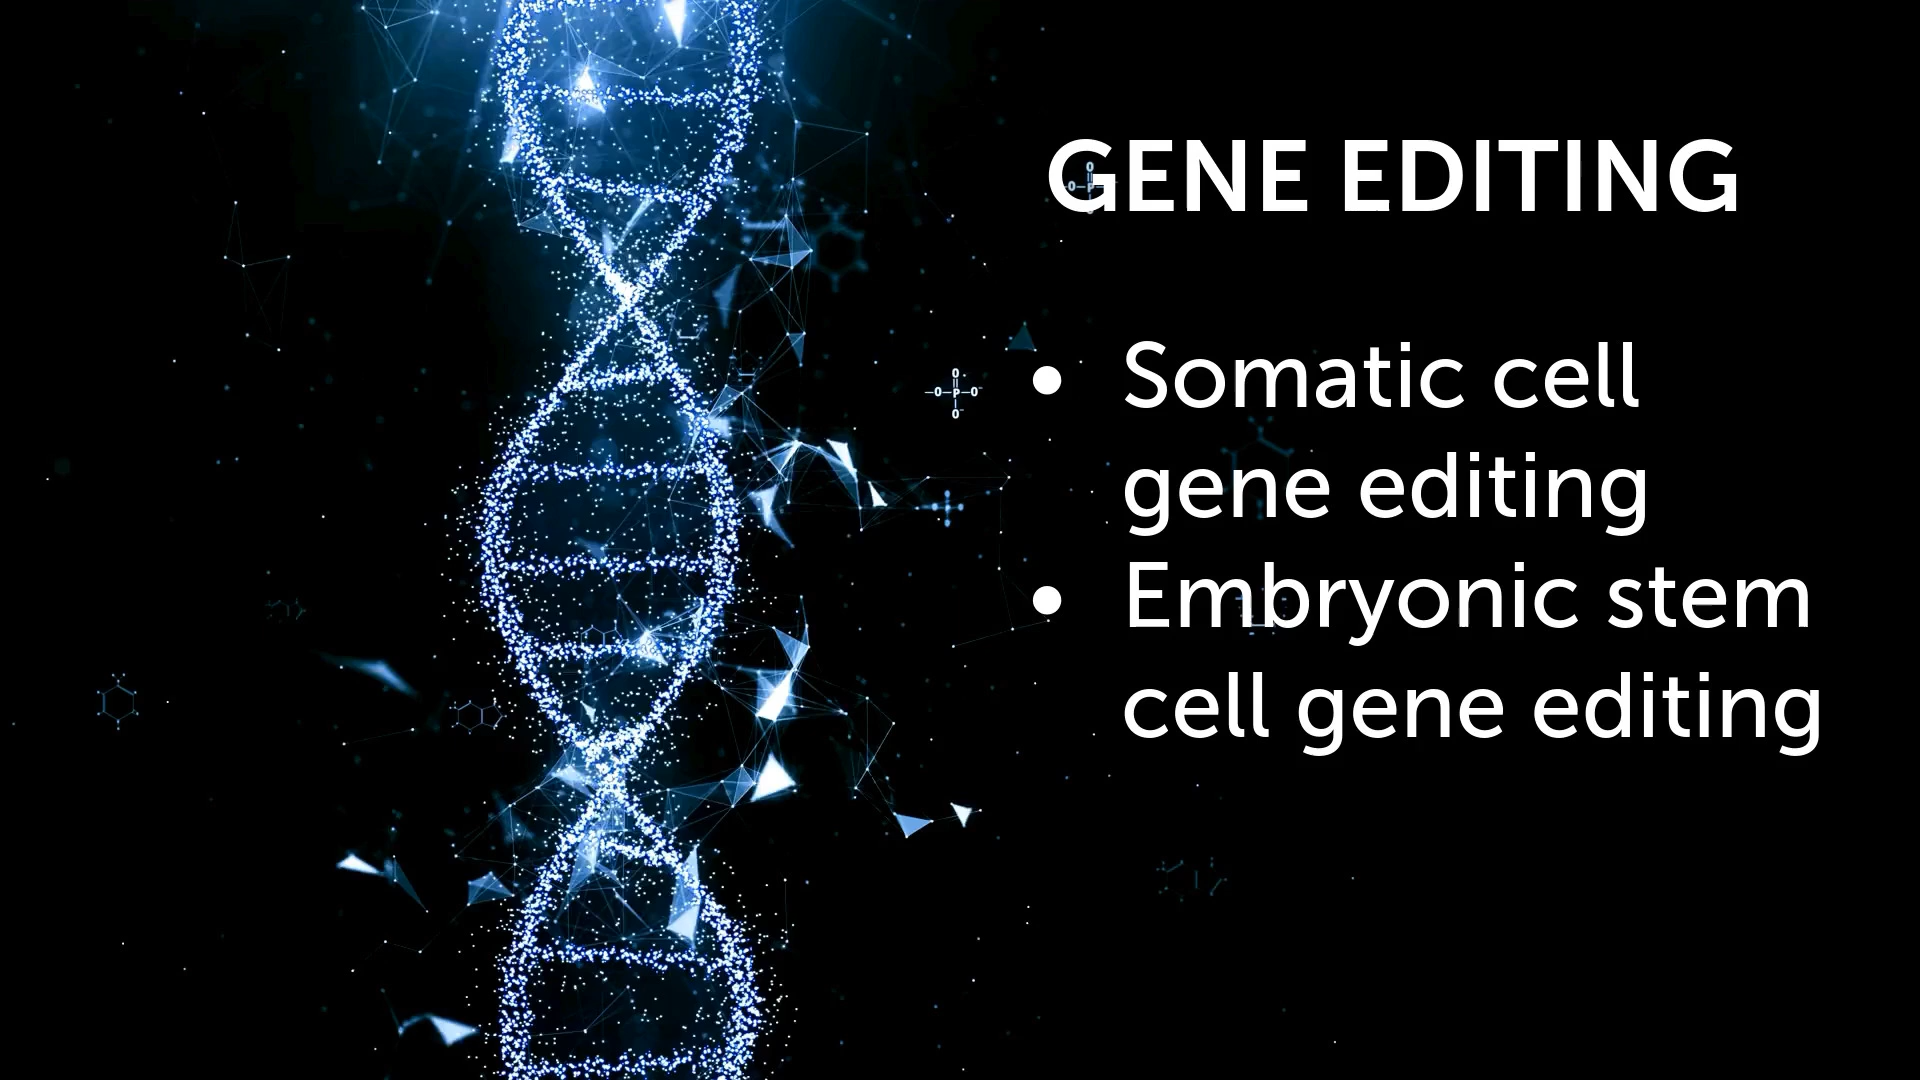 GENE EDITING
• Somatic cell
gene editing
• Embryonic stem
cell gene editing
O
-O-P-O-
O